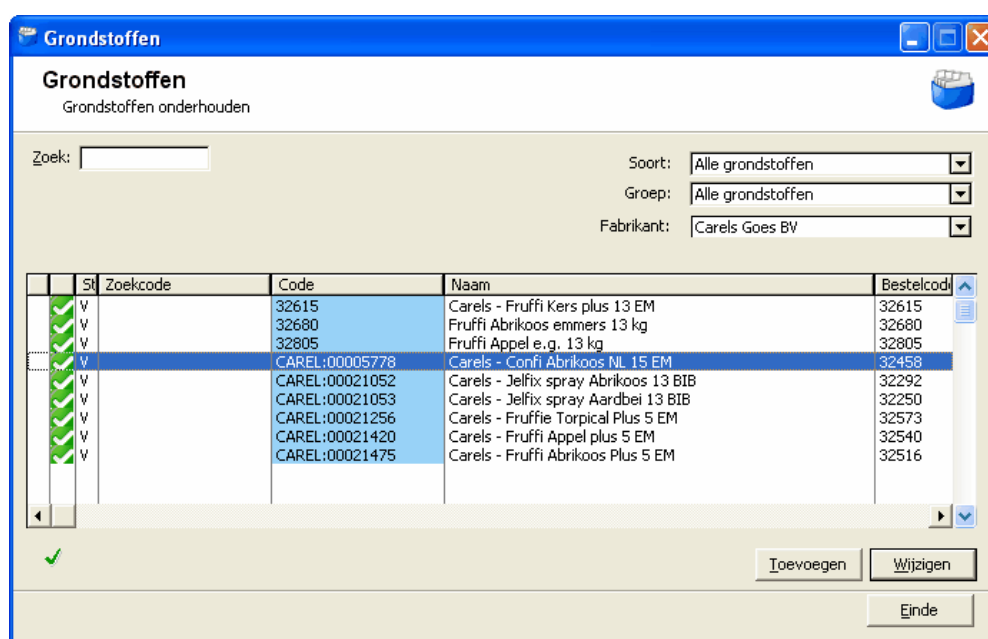 Grondstoffen
Grondstoffen
Grondstoffen onderhouden
Zoek:
Soort: Alle grondstoffen
Groep: Alle grondstoffen
Fabrikant: Carels Goes BV
St Zoekcode Code Naam Bestelcod
V 32615 Carels - Fruffi Kers plus 13 EM 32615
V 32680 Fruffi Abrikoos emmers 13 kg 32680
V 32805 Fruffi Appel e.g. 13 kg 32805
V CAREL:00005778 Carels - Confi Abrikoos NL 15 EM 32458
V CAREL:00021052 Carels - Jelfix spray Abrikoos 13 BIB 32292
V CAREL:00021053 Carels - Jelfix spray Aardbei 13 BIB 32250
V CAREL:00021256 Carels - Fruffie Torpical Plus 5 EM 32573
V CAREL:00021420 Carels - Fruffi Appel plus 5 EM 32540
V CAREL:00021475 Carels - Fruffi Abrikoos Plus 5 EM 32516
Toevoegen Wijzigen
Einde